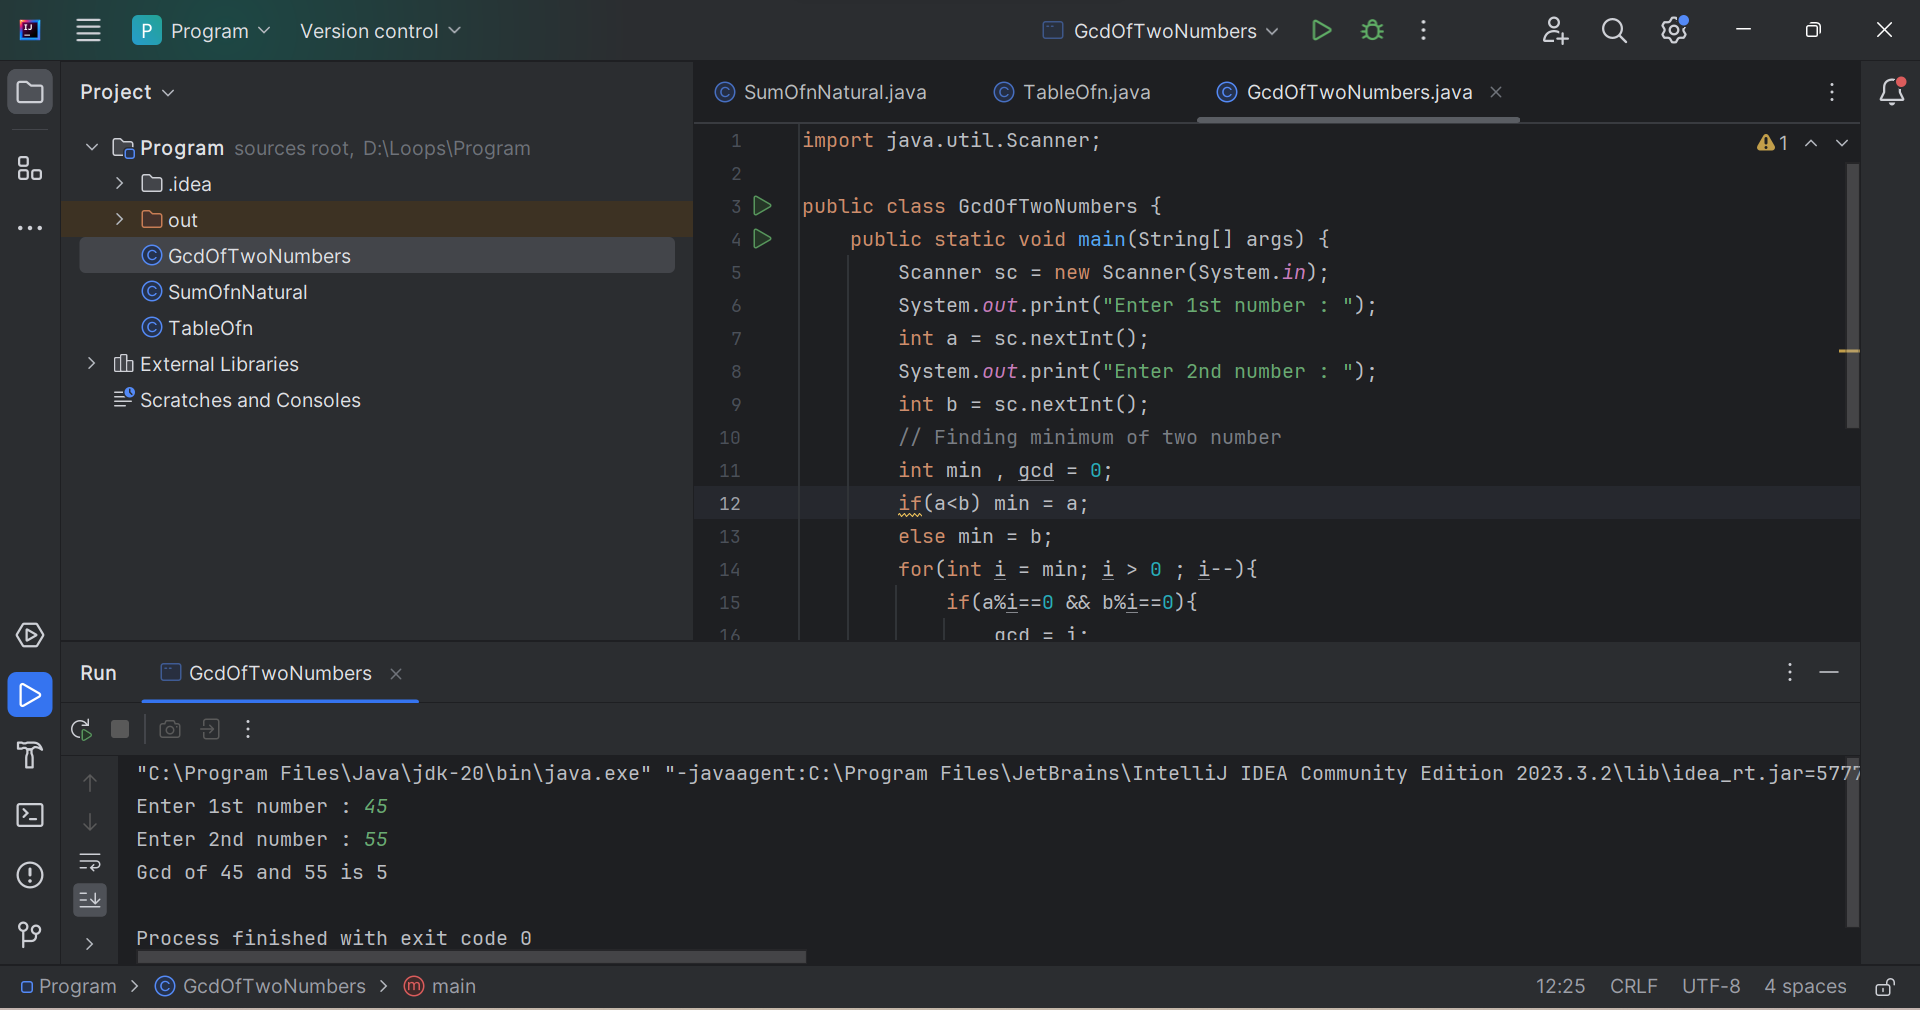 P Program Version control GcdOfTwoNumbers
Project
SumOfnNatural.java TableOfn.java GcdOfTwoNumbers.java
Program sources root, D:\Loops\Program
.idea
out
GcdOfTwoNumbers
SumOfnNatural
TableOfn
External Libraries
Scratches and Consoles
1
1 import java.util.Scanner;
2
3 public class GcdOfTwoNumbers {
4 public static void main(String[] args) {
5 Scanner sc = new Scanner(System.in);
6 System.out.print("Enter 1st number : ");
7 int a = sc.nextInt();
8 System.out.print("Enter 2nd number : ");
9 int b = sc.nextInt();
10 // Finding minimum of two number
11 int min , gcd = 0;
12 if(a<b) min = a;
13 else min = b;
14 for(int i = min; i > 0 ; i--){
15 if(a%i==0 && b%i==0){
16 gcd = i;
Run GcdOfTwoNumbers
"C:\Program Files\Java\jdk-20\bin\java.exe" "-javaagent:C:\Program Files\JetBrains\IntelliJ IDEA Community Edition 2023.3.2\lib\idea_rt.jar=5777
Enter 1st number : 45
Enter 2nd number : 55
Gcd of 45 and 55 is 5
Process finished with exit code 0
Program > GcdOfTwoNumbers > main 12:25 CRLF UTF-8 4 spaces